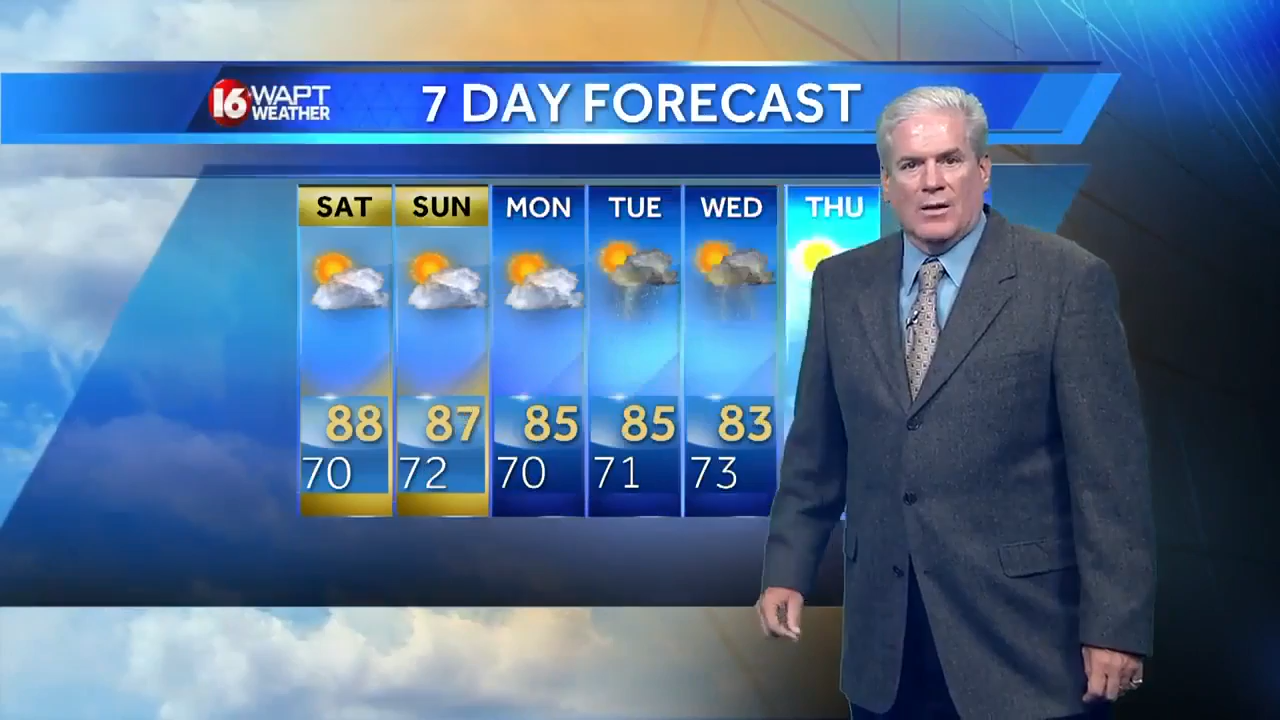 16 WAPT WEATHER
7 DAY FORECAST
SAT SUN MON TUE WED THU
88 87 85 85 83
70 72 70 71 73